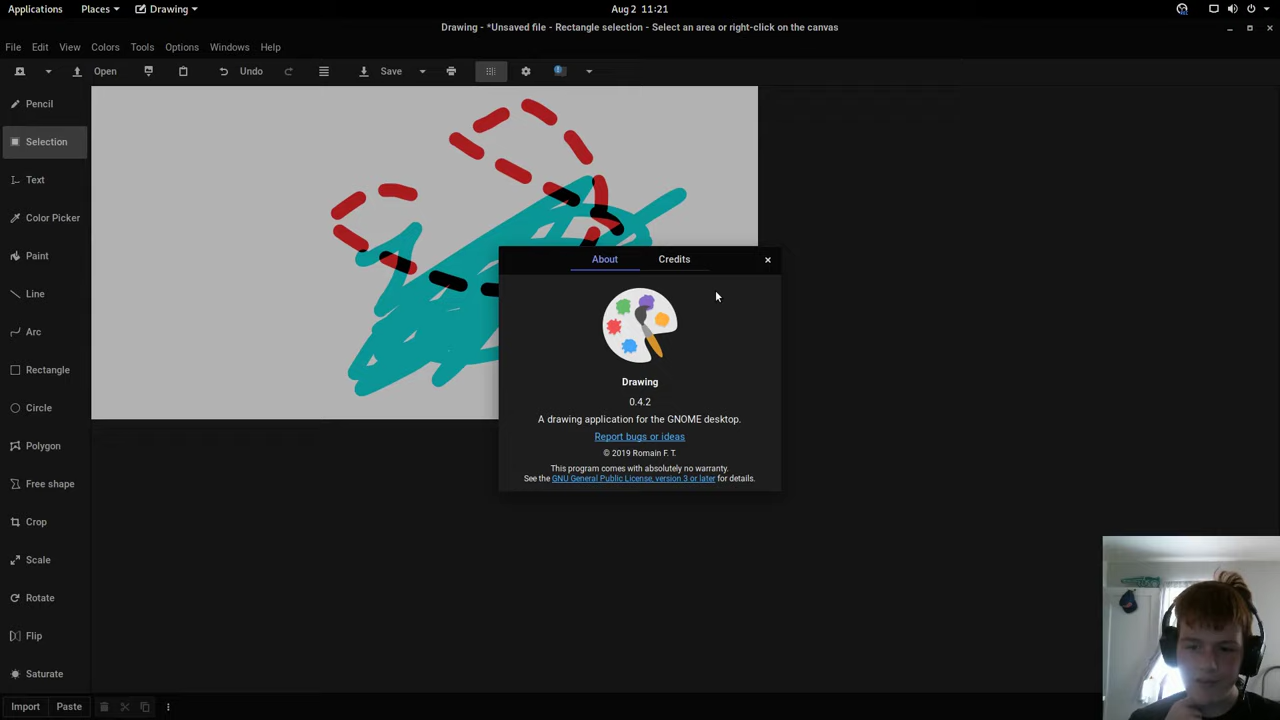 Applications Places Drawing Aug 2 11:21
Drawing - *Unsaved file - Rectangle selection - Select an area or right-click on the canvas
File Edit View Colors Tools Options Windows Help
Open Undo Save
Pencil
Selection
Text
Color Picker
Paint
Line
Arc
Rectangle
Circle
Polygon
Free shape
Crop
Scale
Rotate
Flip
Saturate
Import Paste
About Credits
Drawing
0.4.2
A drawing application for the GNOME desktop.
Report bugs or ideas
© 2019 Romain F. T.
This program comes with absolutely no warranty.
See the GNU General Public License, version 3 or later for details.